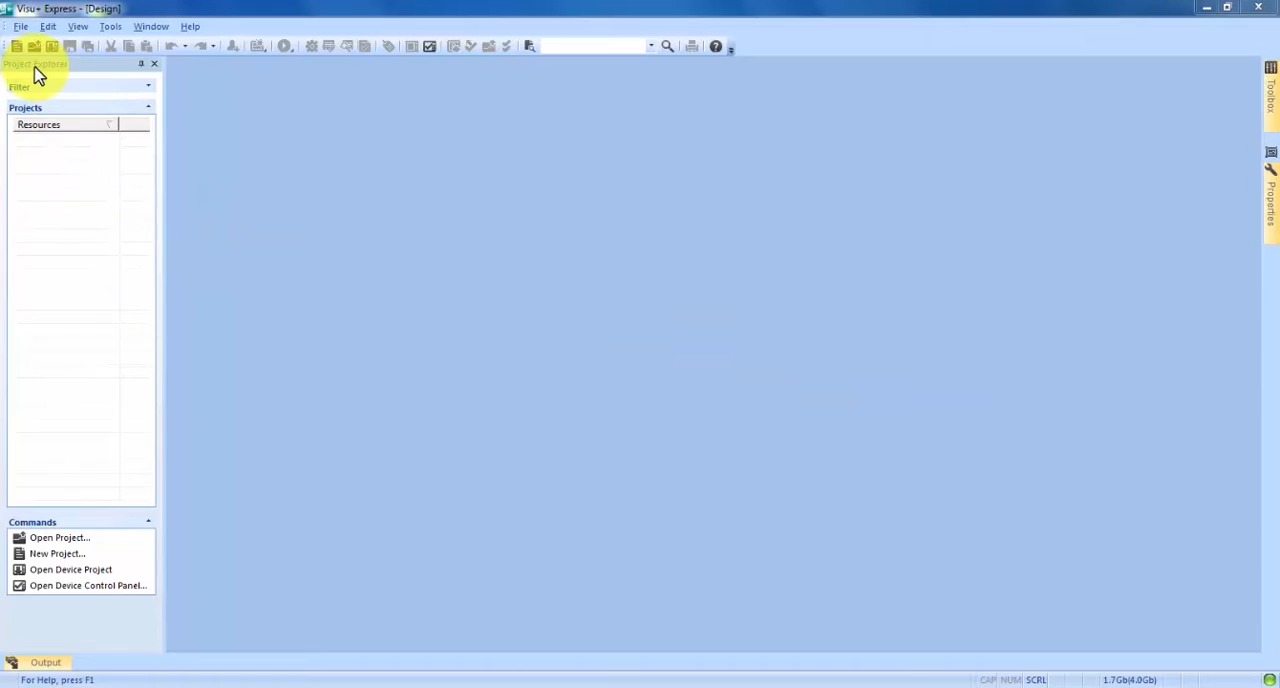 Visu+ Express - [Design]
File Edit View Tools Window Help
Project Explorer
Filter
Projects
Resources
Commands
Open Project...
New Project...
Open Device Project
Open Device Control Panel...
Toolbox
Properties
Output
For Help, press F1
CAP NUM SCRL 1.7Gb(4.0Gb)